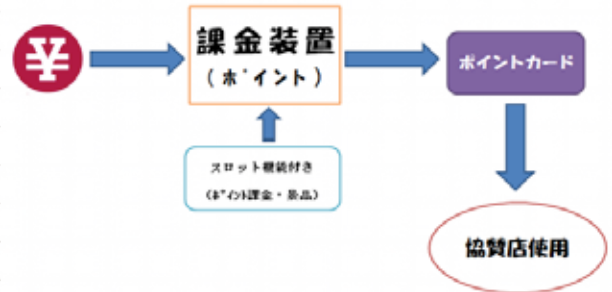 ¥
課金装置
(ポイント)
ポイントカード
スロット機能付き
(ポイント課金・景品)
協賛店使用